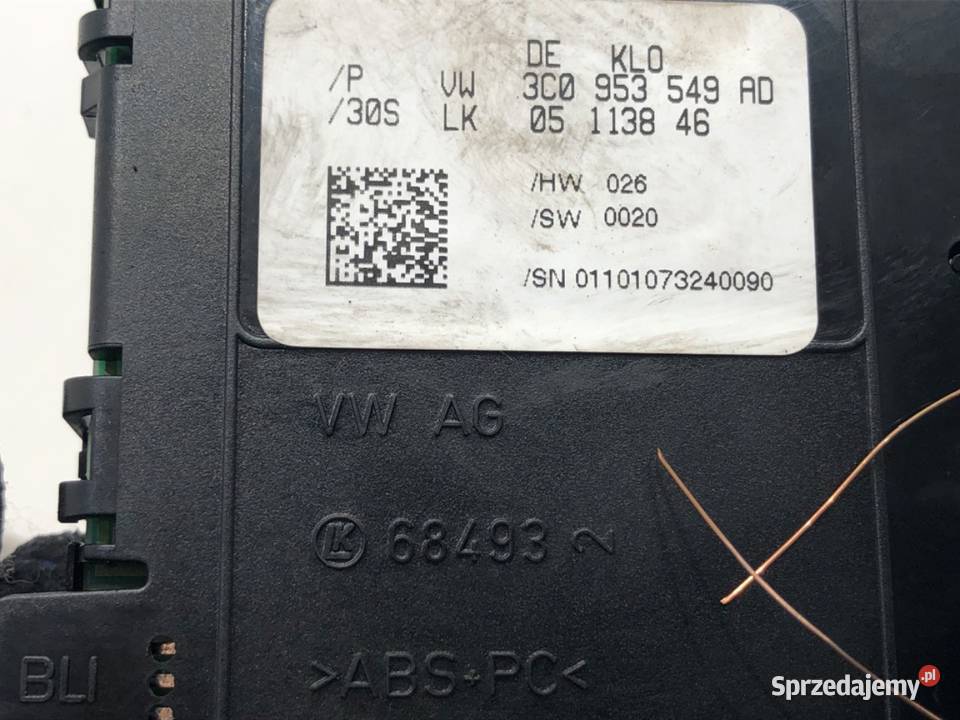 DE KLO
/P VW 3C0 953 549 AD
/30S LK 05 1138 46
/HW 026
/SW 0020
/SN 01101073240090
VW AG
LK 68493 2
>ABS+PC<
BLI
Sprzedajemy.pl